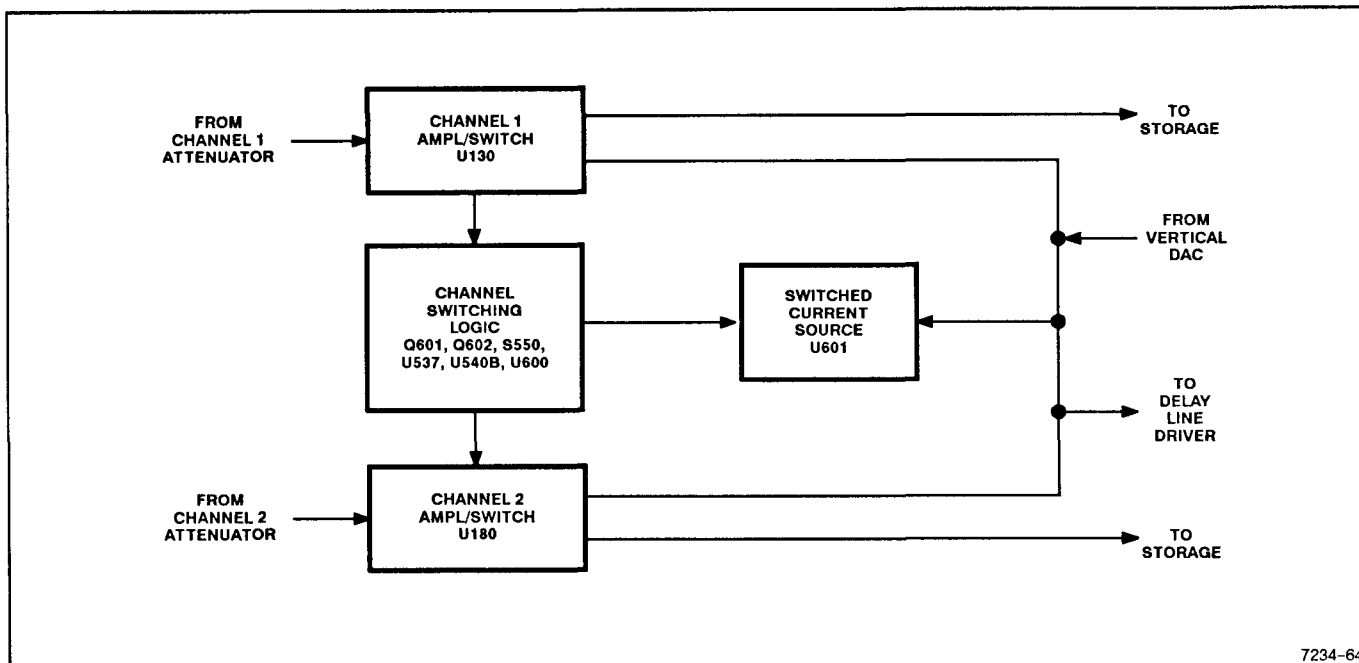 FROM
CHANNEL 1
ATTENUATOR
CHANNEL 1
AMPL/SWITCH
U130
TO
STORAGE
FROM
VERTICAL
DAC
CHANNEL
SWITCHING
LOGIC
Q601, Q602, S550,
U537, U540B, U600
SWITCHED
CURRENT
SOURCE
U601
TO
DELAY
LINE
DRIVER
FROM
CHANNEL 2
ATTENUATOR
CHANNEL 2
AMPL/SWITCH
U180
TO
STORAGE
7234-64